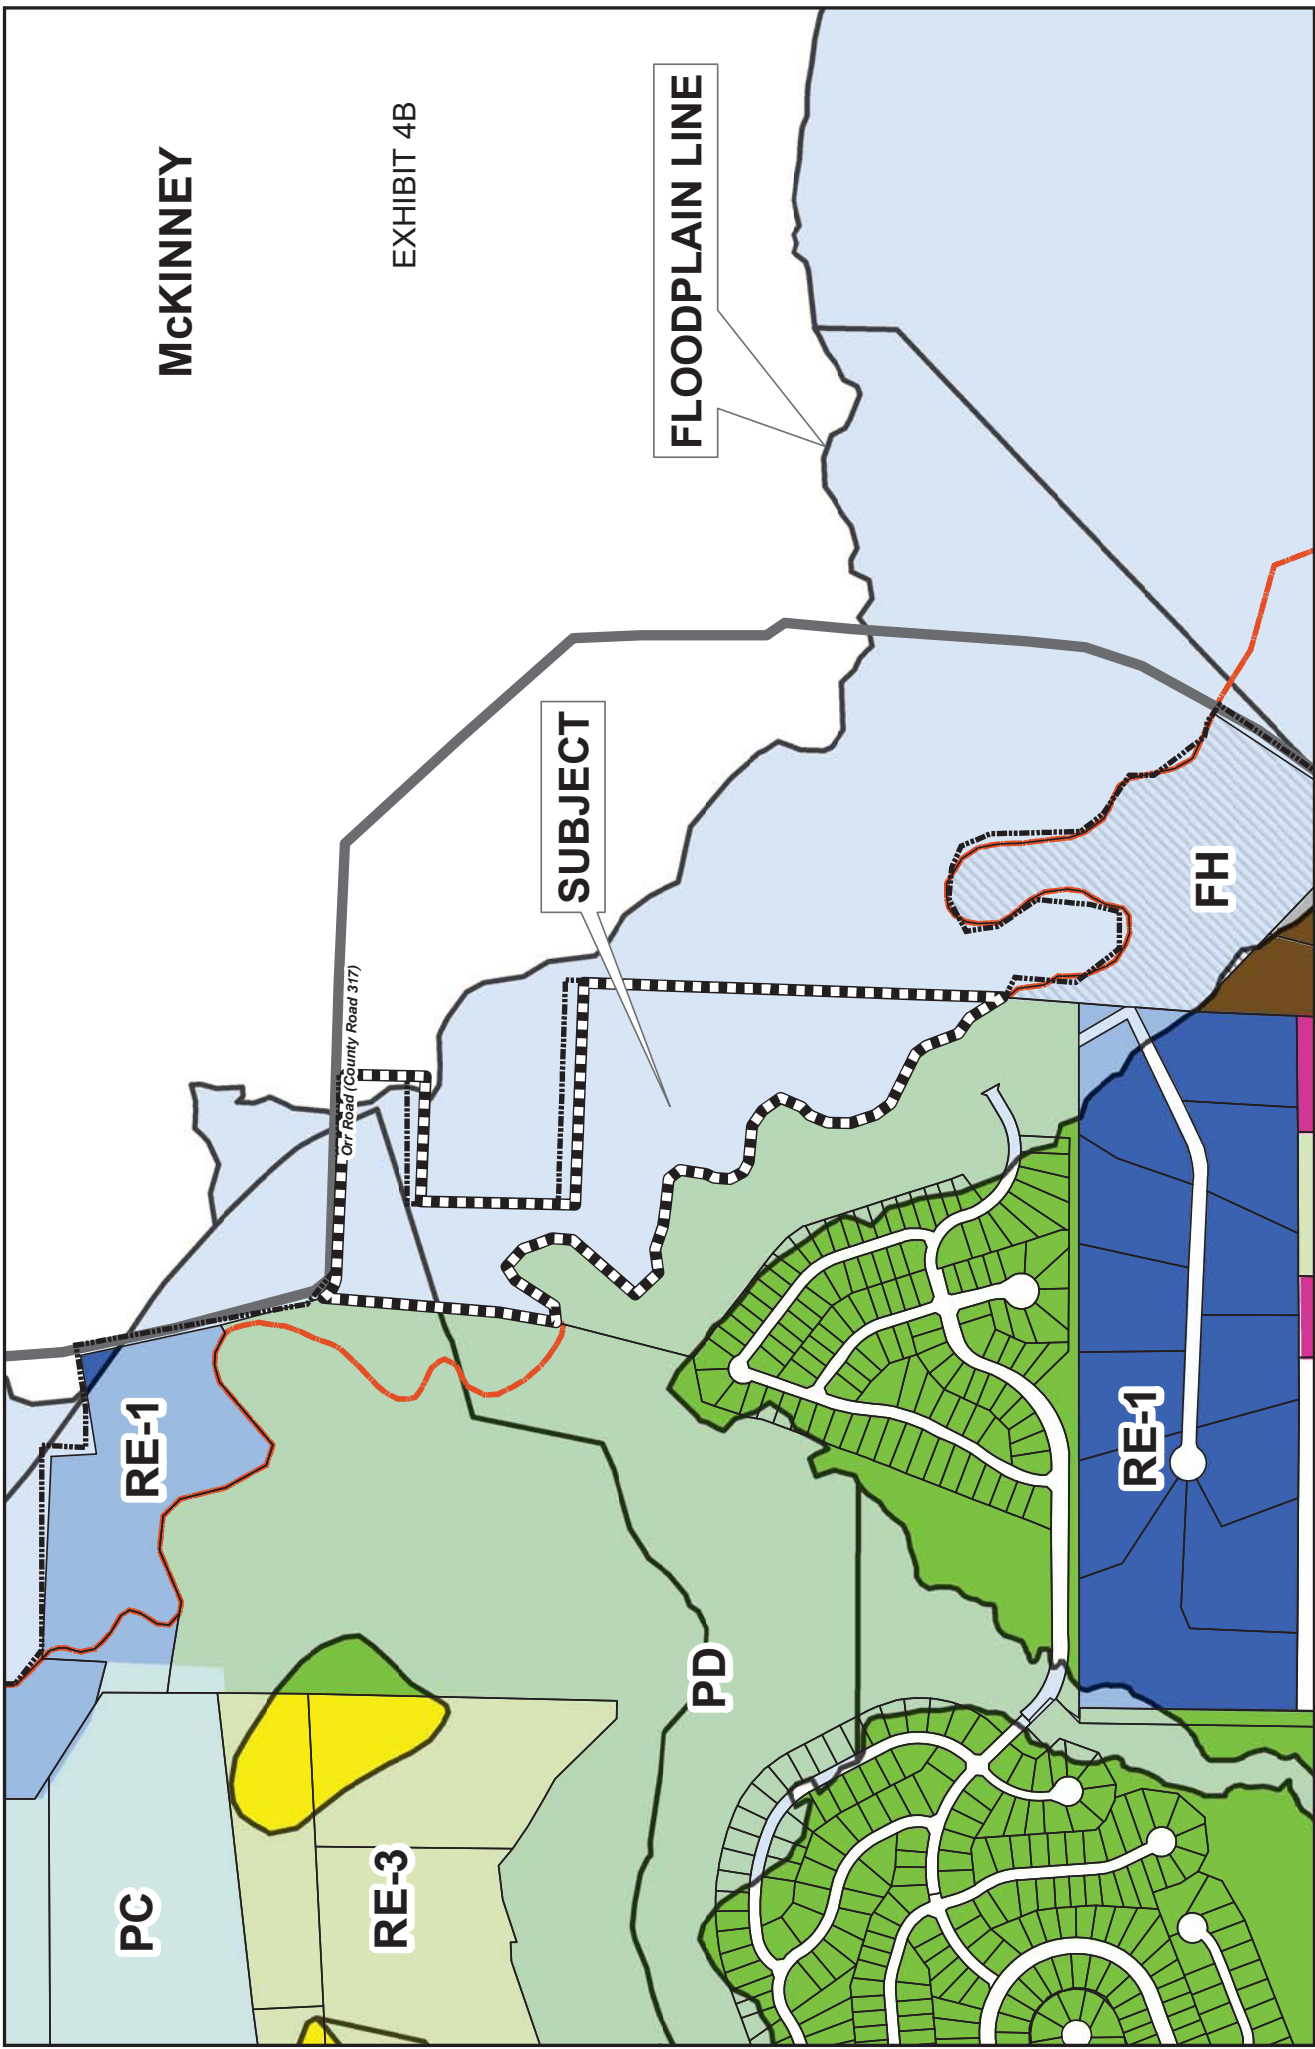 McKINNEY
EXHIBIT 4B
FLOODPLAIN LINE
SUBJECT
Orr Road (County Road 317)
FH
RE-1
RE-1
PD
PC
RE-3